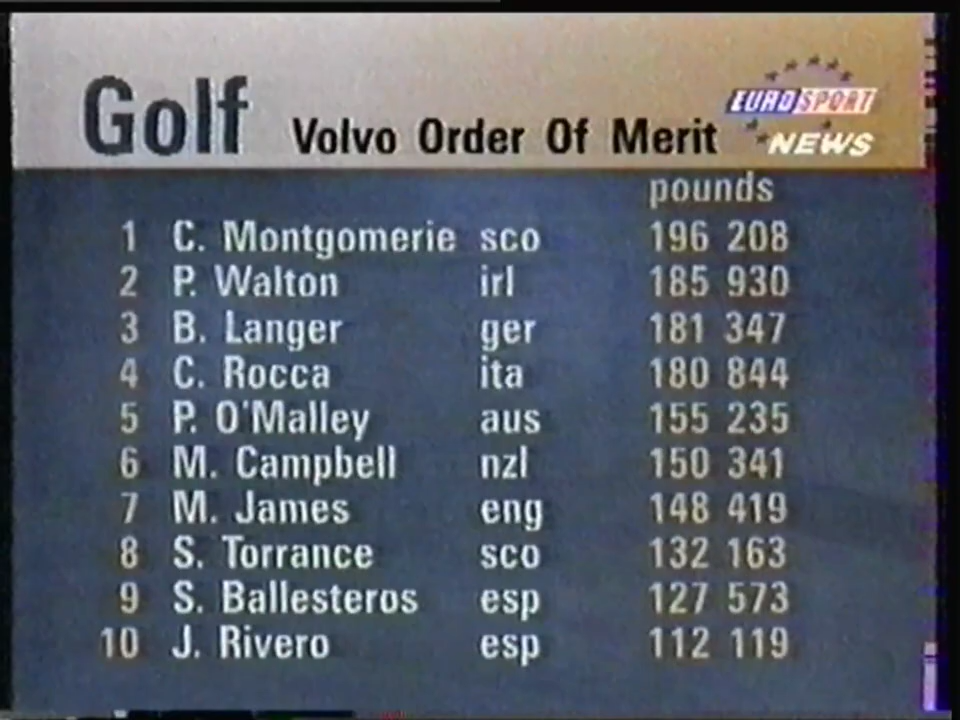 Golf Volvo Order Of Merit
EUROSPORT
NEWS
pounds
1 C. Montgomerie sco 196 208
2 P. Walton irl 185 930
3 B. Langer ger 181 347
4 C. Rocca ita 180 844
5 P. O'Malley aus 155 235
6 M. Campbell nzl 150 341
7 M. James eng 148 419
8 S. Torrance sco 132 163
9 S. Ballesteros esp 127 573
10 J. Rivero esp 112 119